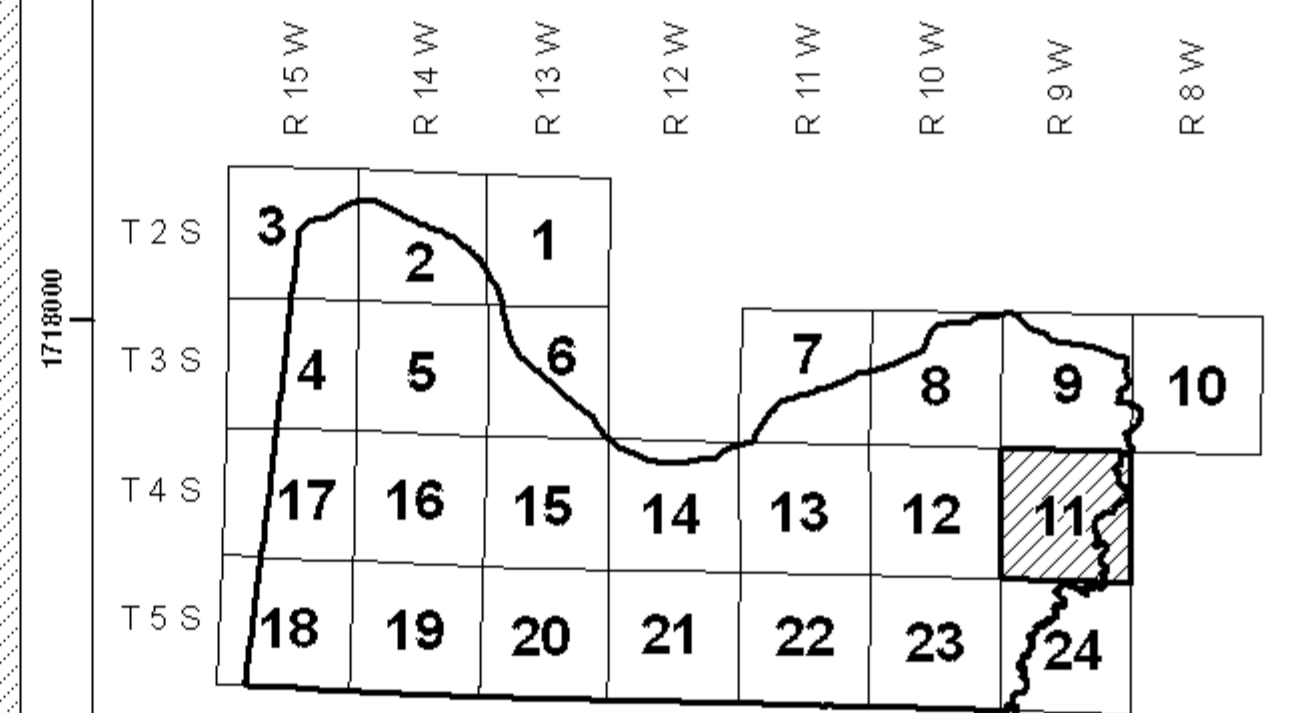 R 15 W R 14 W R 13 W R 12 W R 11 W R 10 W R 9 W R 8 W
T 2 S 3 2 1
1718000
T 3 S 4 5 6 7 8 9 10
T 4 S 17 16 15 14 13 12 11
T 5 S 18 19 20 21 22 23 24